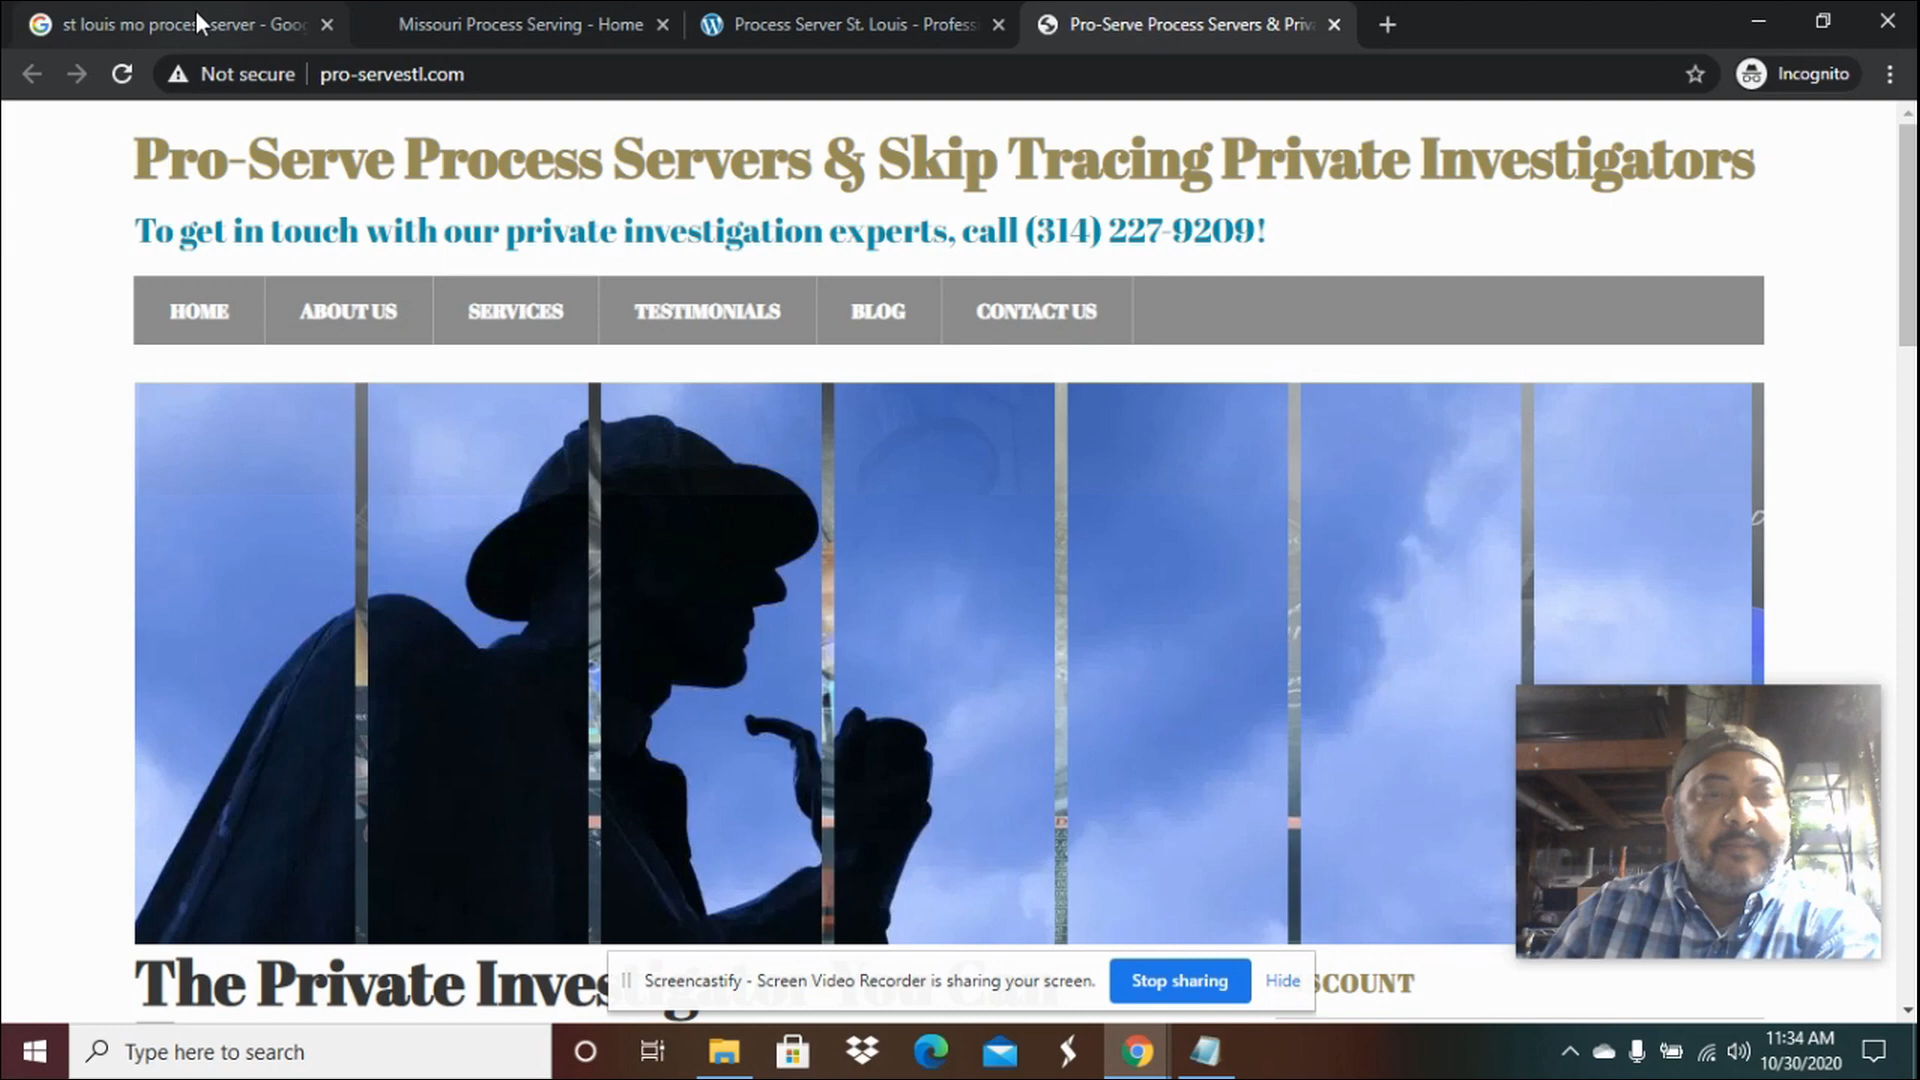 st louis mo process server - Goog
Missouri Process Serving - Home
Process Server St. Louis - Profess
Pro-Serve Process Servers & Priv
Not secure
pro-servestl.com
Incognito
Pro-Serve Process Servers & Skip Tracing Private Investigators
To get in touch with our private investigation experts, call (314) 227-9209!
HOME
ABOUT US
SERVICES
TESTIMONIALS
BLOG
CONTACT US
The Private Investigator You Can
SCOUNT
Screencastify - Screen Video Recorder is sharing your screen.
Stop sharing
Hide
Type here to search
11:34 AM
10/30/2020